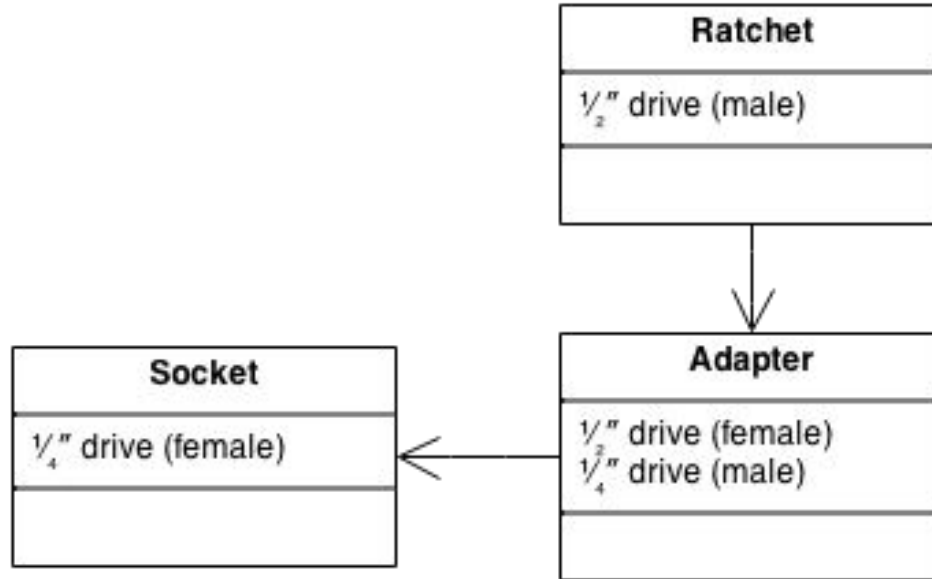 Ratchet
½″ drive (male)
Adapter
½″ drive (female)
¼″ drive (male)
Socket
¼″ drive (female)